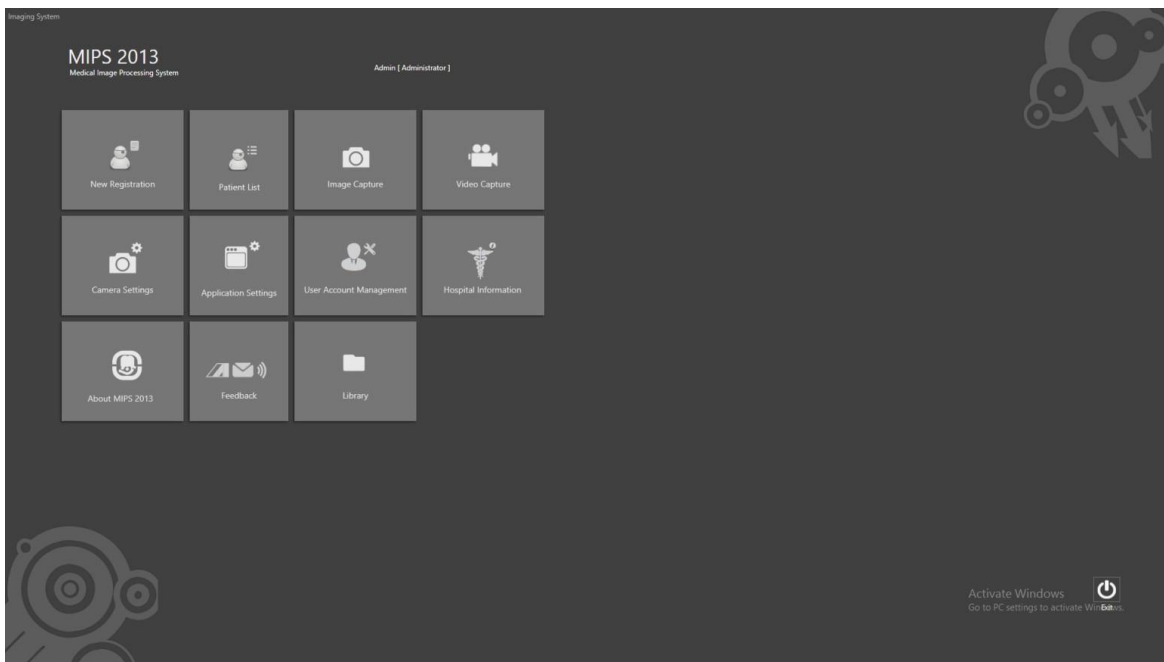 Imaging System
MIPS 2013
Medical Image Processing System
Admin [ Administrator ]
New Registration
Patient List
Image Capture
Video Capture
Camera Settings
Application Settings
User Account Management
Hospital Information
About MIPS 2013
Feedback
Library
Activate Windows
Go to PC settings to activate Windows.
Exit